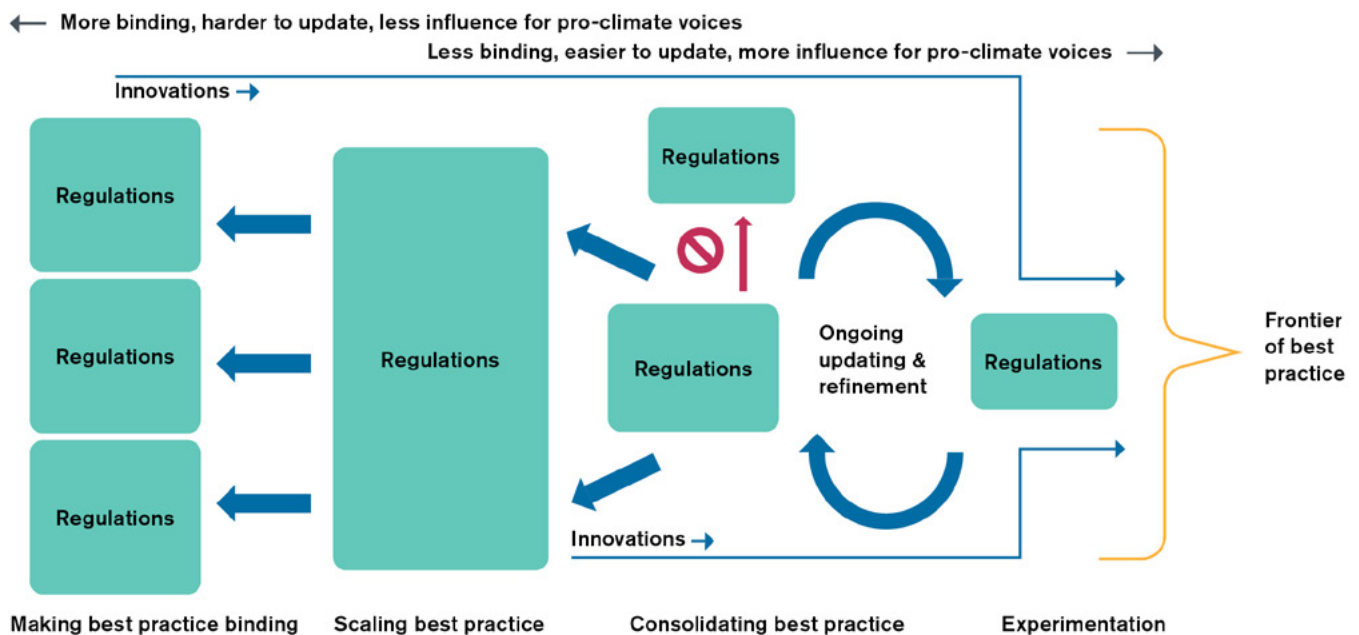 More binding, harder to update, less influence for pro-climate voices
Less binding, easier to update, more influence for pro-climate voices
Innovations
Regulations
Regulations
Regulations
Regulations
Regulations
Regulations
Ongoing
updating &
refinement
Regulations
Frontier
of best
practice
Innovations
Making best practice binding
Scaling best practice
Consolidating best practice
Experimentation